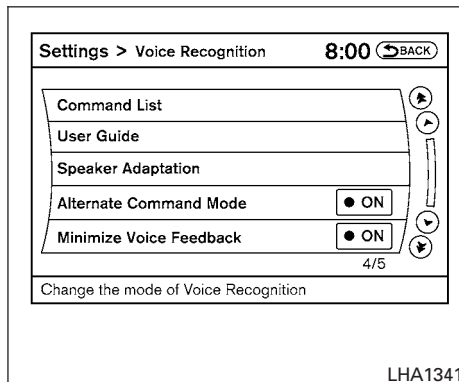 Settings > Voice Recognition 8:00 BACK
Command List
User Guide
Speaker Adaptation
Alternate Command Mode ON
Minimize Voice Feedback ON
4/5
Change the mode of Voice Recognition
LHA1341